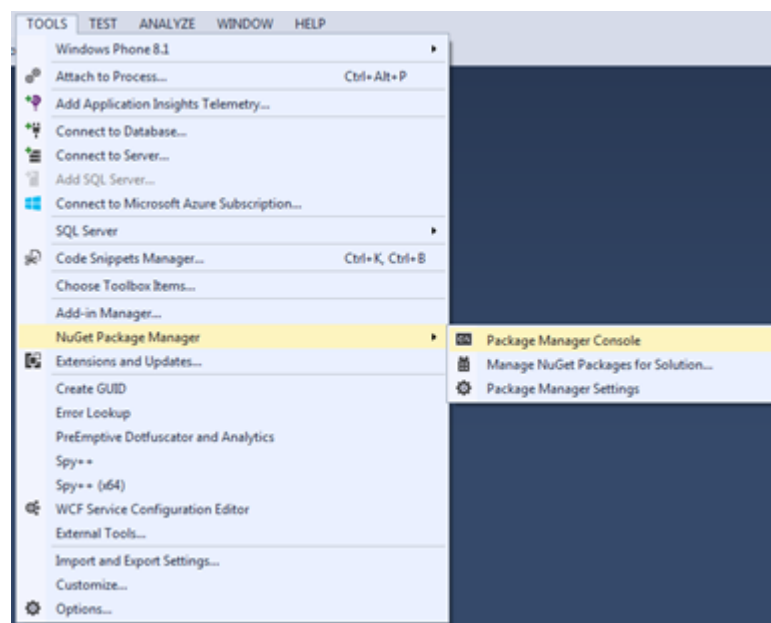 TOOLS TEST ANALYZE WINDOW HELP
Windows Phone 8.1
Attach to Process... Ctrl+Alt+P
Add Application Insights Telemetry...
Connect to Database...
Connect to Server...
Add SQL Server...
Connect to Microsoft Azure Subscription...
SQL Server
Code Snippets Manager... Ctrl+K, Ctrl+B
Choose Toolbox Items...
Add-in Manager...
NuGet Package Manager
Package Manager Console
Extensions and Updates...
Manage NuGet Packages for Solution...
Create GUID
Package Manager Settings
Error Lookup
PreEmptive Dotfuscator and Analytics
Spy++
Spy++ (x64)
WCF Service Configuration Editor
External Tools...
Import and Export Settings...
Customize...
Options...